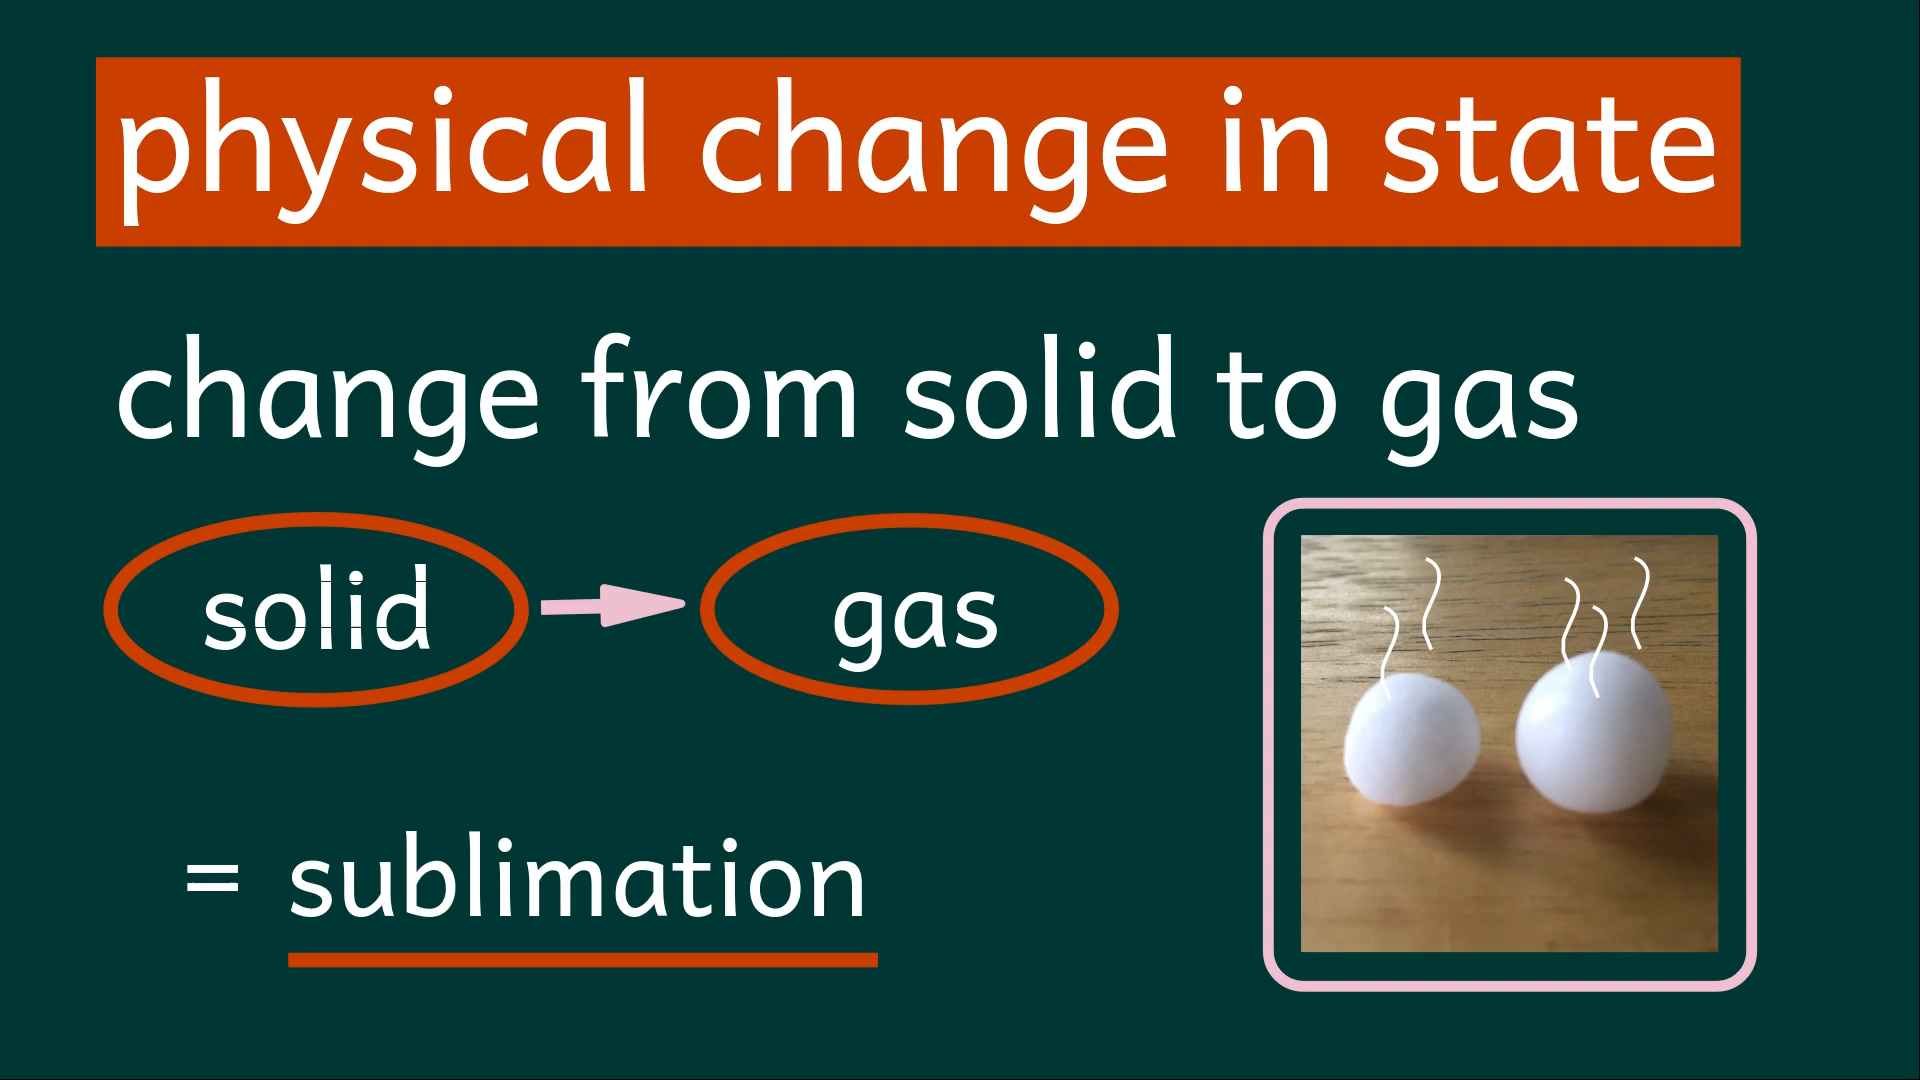 physical change in state
change from solid to gas
solid
gas
= sublimation